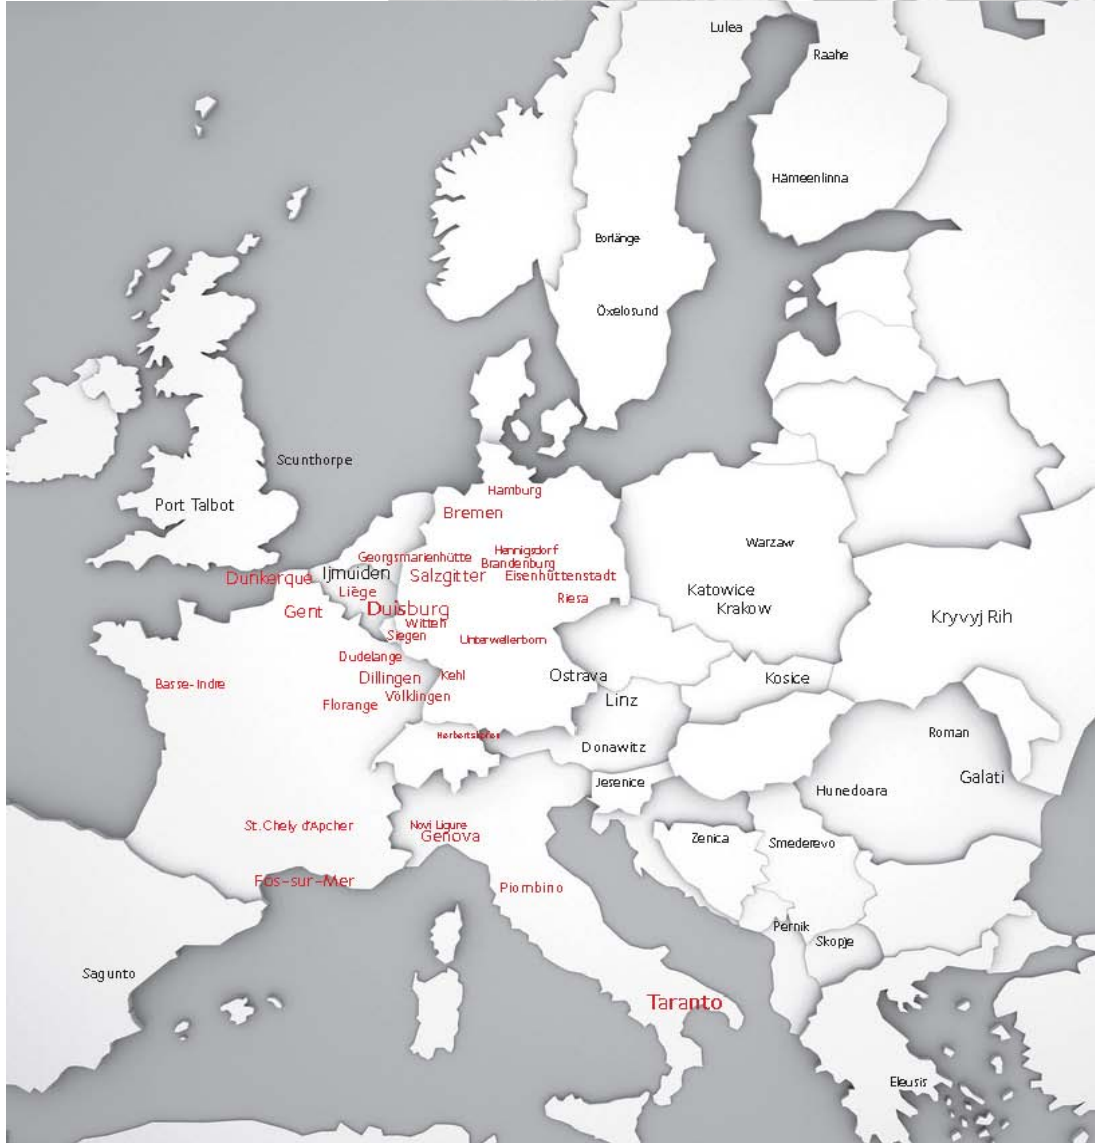 Lulea
Raahe
Hämeenlinna
Borlänge
Öxelosund
Scunthorpe
Port Talbot
Hamburg
Bremen
Warzaw
Georgsmarienhütte
Hennigsdorf
Brandenburg
Ijmuiden
Salzgitter
Eisenhüttenstadt
Dunkerque
Liège
Katowice
Riesa
Krakow
Gent
Duisburg
Kryvyj Rih
Witten
Siegen
Unterwellerborn
Dudelange
Ostrava
Kosice
Basse-Indre
Dillingen
Kehl
Völklingen
Linz
Florange
Roman
Herbertshofen
Donawitz
Galati
Jesenice
Hunedoara
St.Chely d'Apcher
Novi Ligure
Genova
Zenica
Smederevo
Fos-sur-Mer
Piombino
Pernik
Skopje
Sagunto
Taranto
Eleusis